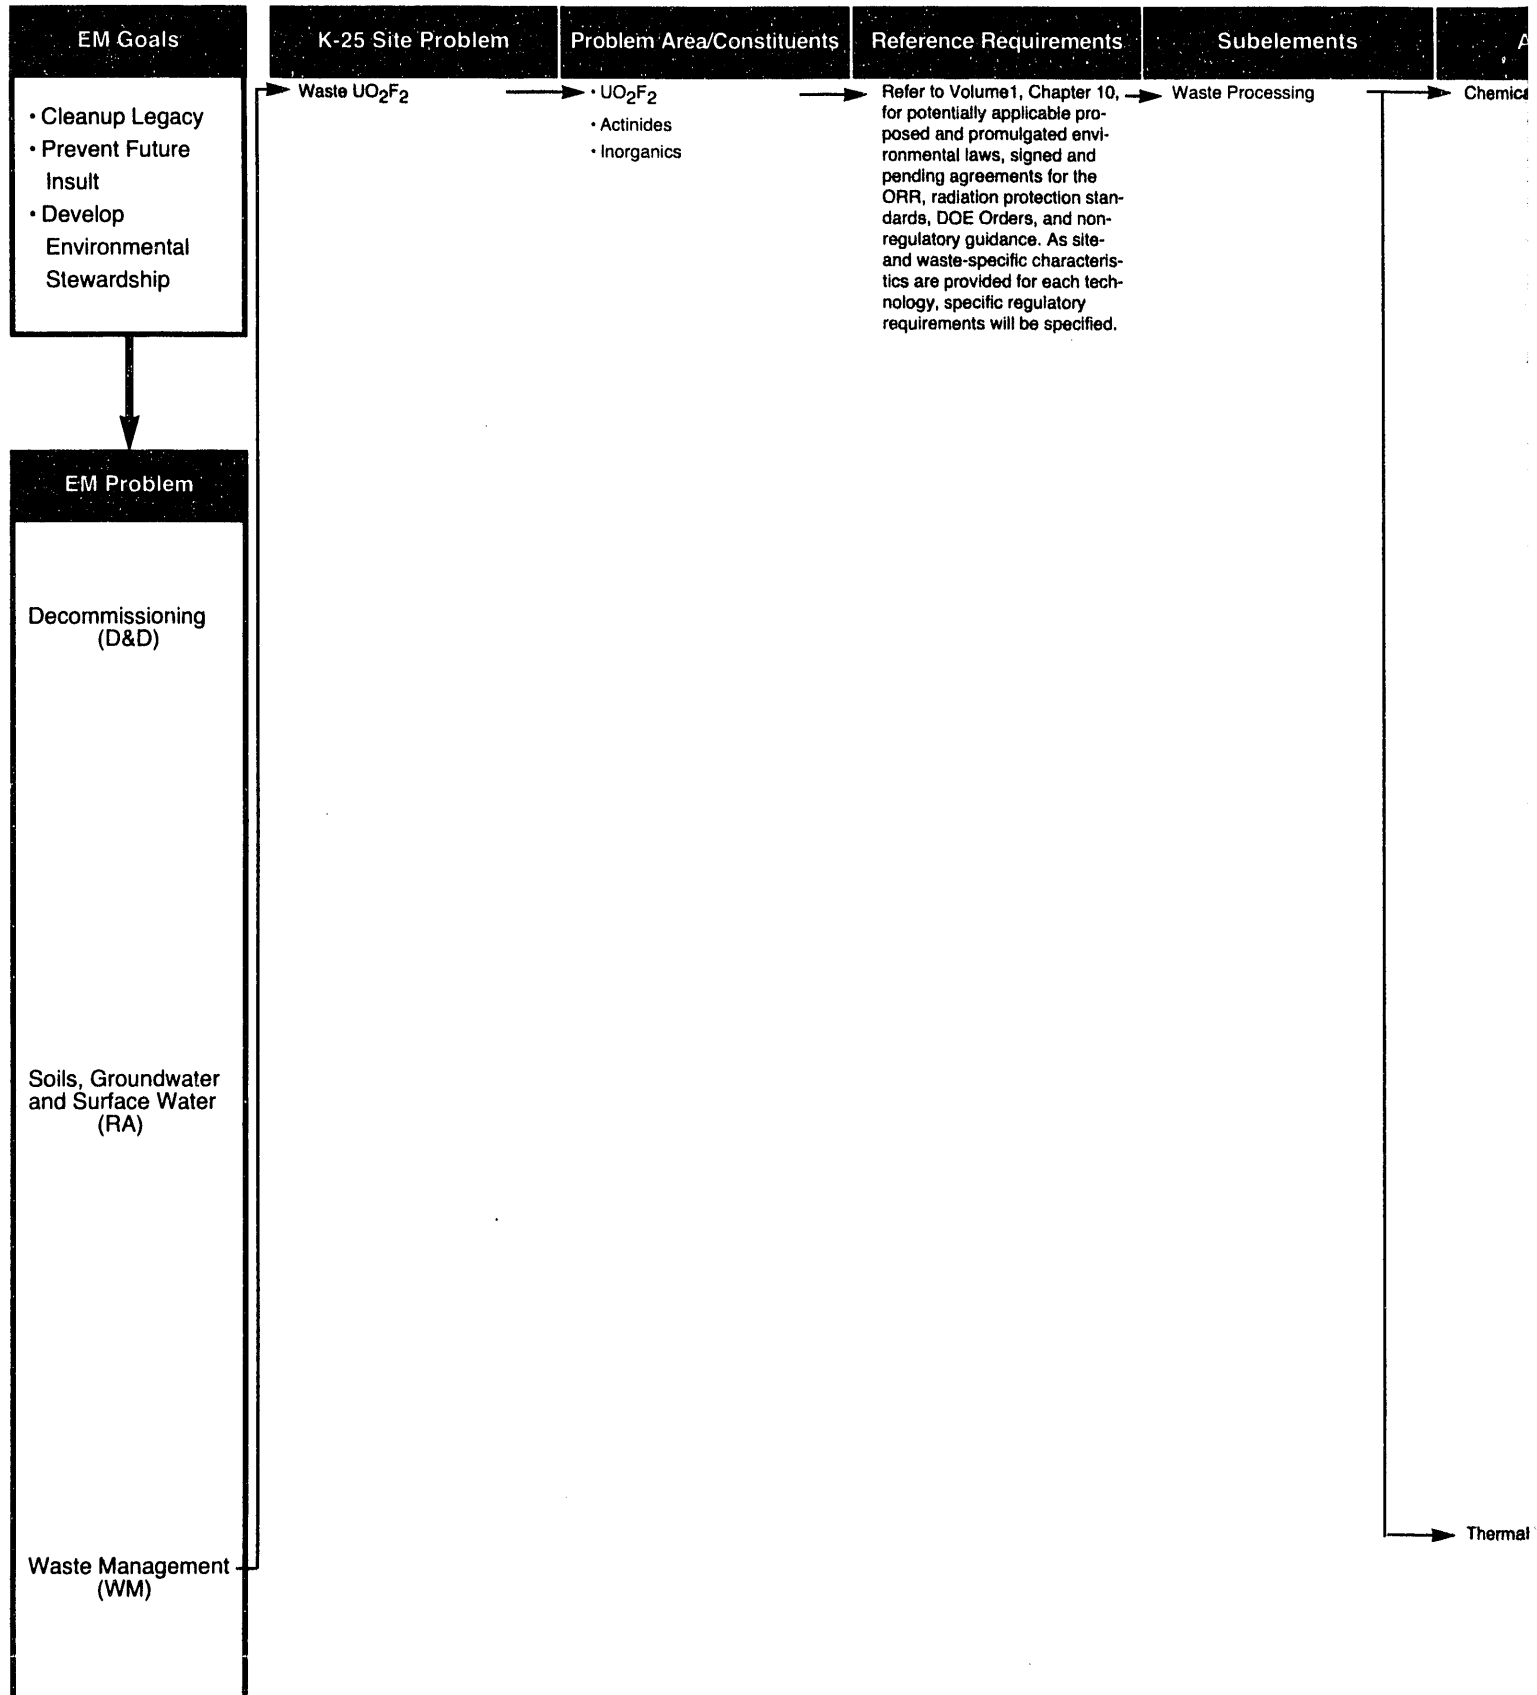 EM Goals
• Cleanup Legacy
• Prevent Future
Insult
• Develop
Environmental
Stewardship
EM Problem
Decommissioning
(D&D)
Soils, Groundwater
and Surface Water
(RA)
Waste Management
(WM)
K-25 Site Problem
Waste UO₂F₂
Problem Area/Constituents
• UO₂F₂
• Actinides
• Inorganics
Reference Requirements
Refer to Volume1, Chapter 10,
for potentially applicable pro-
posed and promulgated envi-
ronmental laws, signed and
pending agreements for the
ORR, radiation protection stan-
dards, DOE Orders, and non-
regulatory guidance. As site-
and waste-specific characteris-
tics are provided for each tech-
nology, specific regulatory
requirements will be specified.
Subelements
Waste Processing
A
Chemica
Thermal